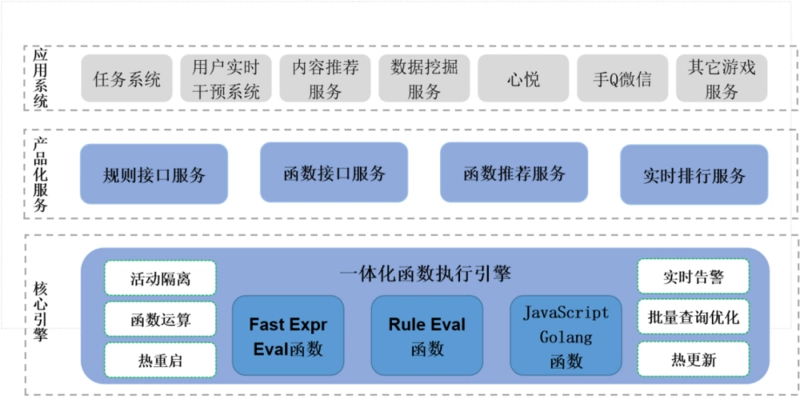 应用系统
任务系统
用户实时
干预系统
内容推荐
服务
数据挖掘
服务
心悦
手Q微信
其它游戏
服务
产品化服务
规则接口服务
函数接口服务
函数推荐服务
实时排行服务
核心引擎
一体化函数执行引擎
活动隔离
函数运算
热重启
Fast Expr
Eval函数
Rule Eval
函数
JavaScript
Golang
函数
实时告警
批量查询优化
热更新